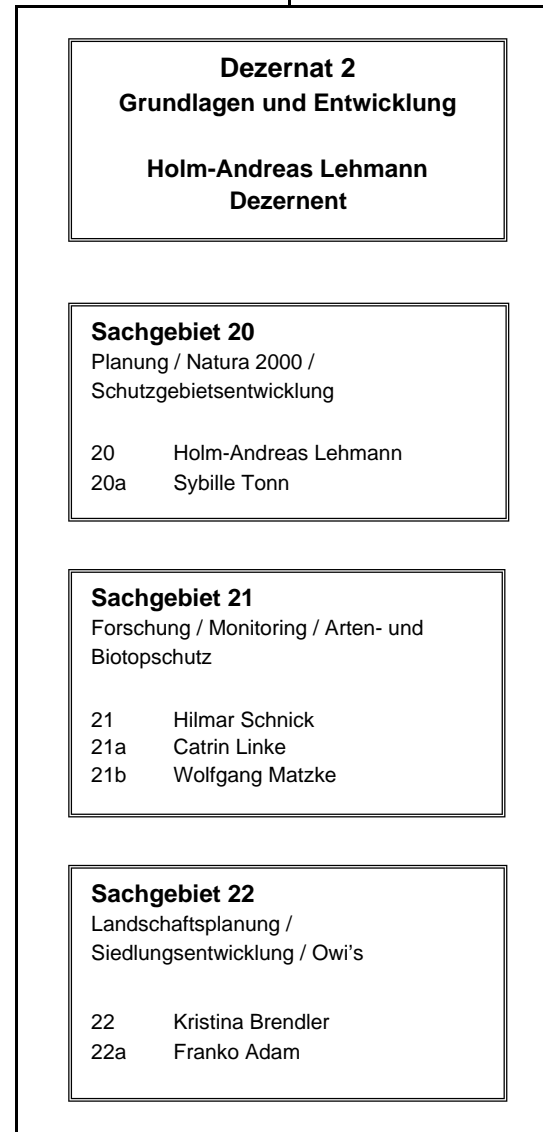 Dezernat 2
Grundlagen und Entwicklung
Holm-Andreas Lehmann
Dezernent
Sachgebiet 20
Planung / Natura 2000 /
Schutzgebietsentwicklung
20 Holm-Andreas Lehmann
20a Sybille Tonn
Sachgebiet 21
Forschung / Monitoring / Arten- und
Biotopschutz
21 Hilmar Schnick
21a Catrin Linke
21b Wolfgang Matzke
Sachgebiet 22
Landschaftsplanung /
Siedlungsentwicklung / Owi's
22 Kristina Brendler
22a Franko Adam